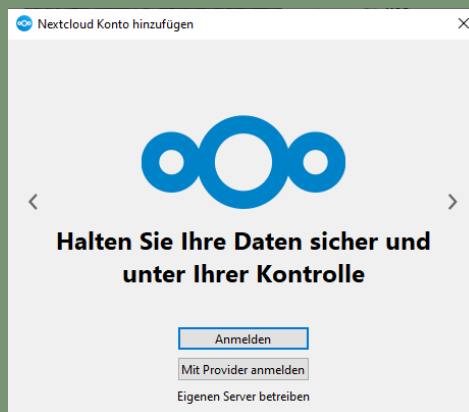 Nextcloud Konto hinzufügen
Halten Sie Ihre Daten sicher und
unter Ihrer Kontrolle
Anmelden
Mit Provider anmelden
Eigenen Server betreiben